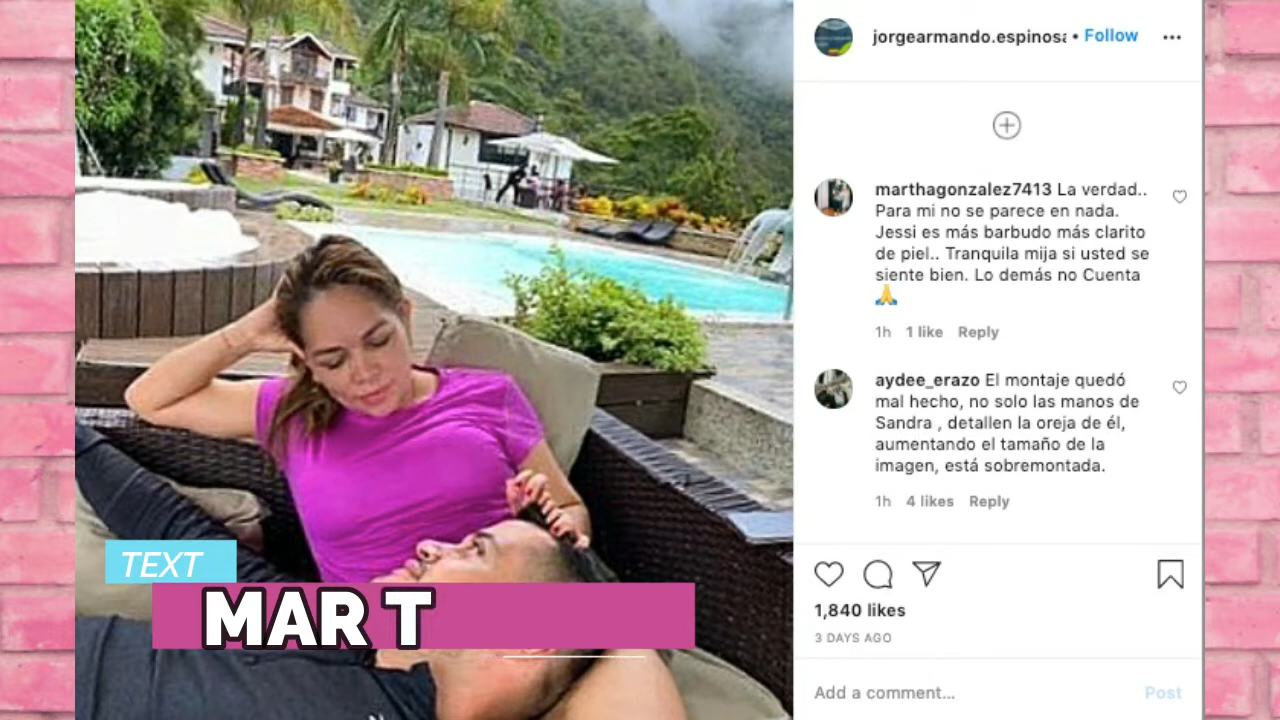 jorgearmando.espinosa • Follow
marthagonzalez7413 La verdad..
Para mi no se parece en nada.
Jessi es más barbudo más clarito
de piel.. Tranquila mija si usted se
siente bien. Lo demás no Cuenta
🙏
1h 1 like Reply
aydee_erazo El montaje quedó
mal hecho, no solo las manos de
Sandra , detallen la oreja de él,
aumentando el tamaño de la
imagen, está sobremontada.
1h 4 likes Reply
1,840 likes
3 DAYS AGO
Add a comment... Post
TEXT
MAR T